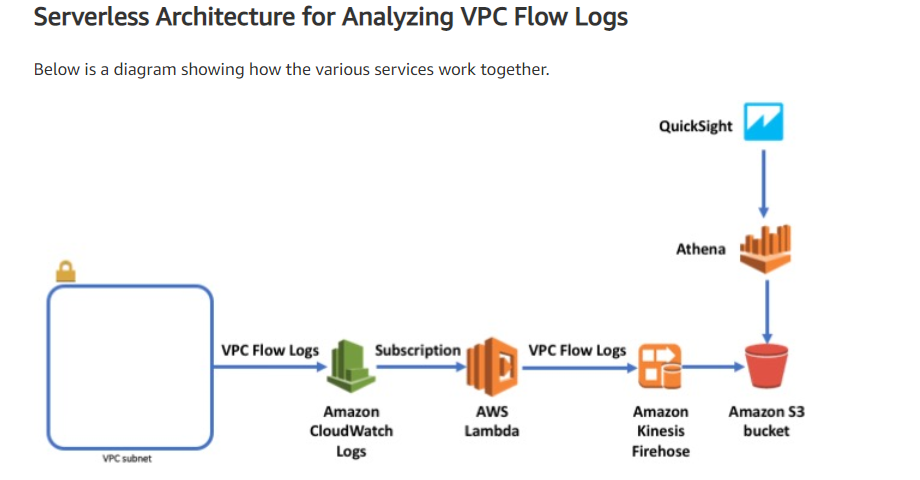 Serverless Architecture for Analyzing VPC Flow Logs
Below is a diagram showing how the various services work together.
QuickSight
Athena
VPC Flow Logs
Subscription
VPC Flow Logs
Amazon
CloudWatch
Logs
AWS
Lambda
Amazon
Kinesis
Firehose
Amazon S3
bucket
VPC subnet